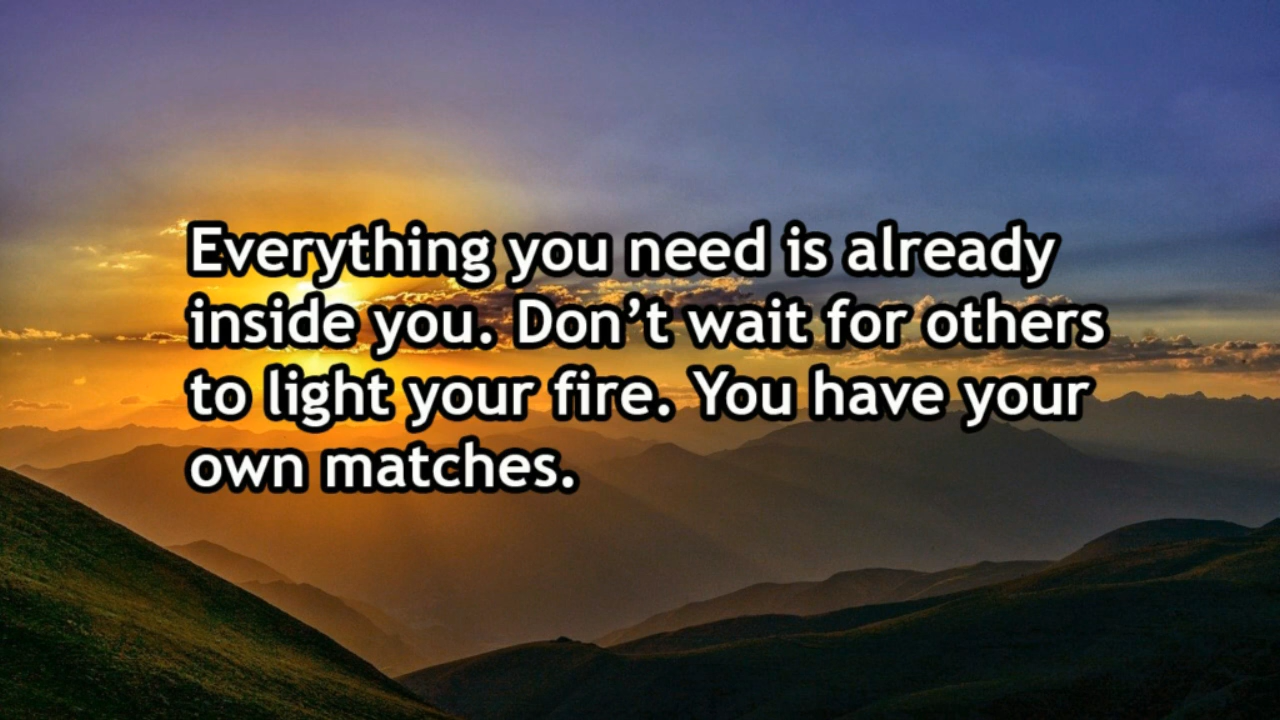 Everything you need is already
inside you. Don’t wait for others
to light your fire. You have your
own matches.